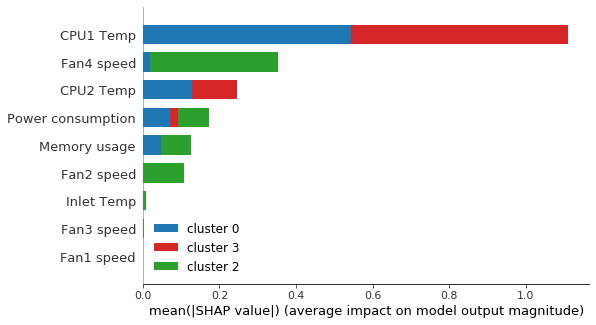 CPU1 Temp
Fan4 speed
CPU2 Temp
Power consumption
Memory usage
Fan2 speed
Inlet Temp
Fan3 speed
Fan1 speed
cluster 0
cluster 3
cluster 2
0.0 0.2 0.4 0.6 0.8 1.0
mean(|SHAP value|) (average impact on model output magnitude)